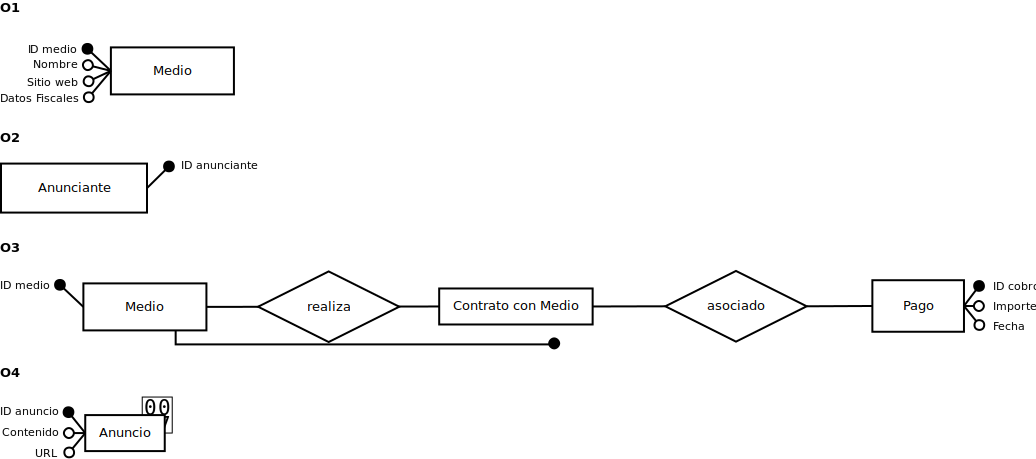 O1
ID medio
Nombre
Medio
Sitio web
Datos Fiscales
O2
ID anunciante
Anunciante
O3
ID medio
Medio
realiza
Contrato con Medio
asociado
Pago
ID cobro
Importe
Fecha
O4
ID anuncio
Contenido
Anuncio
URL